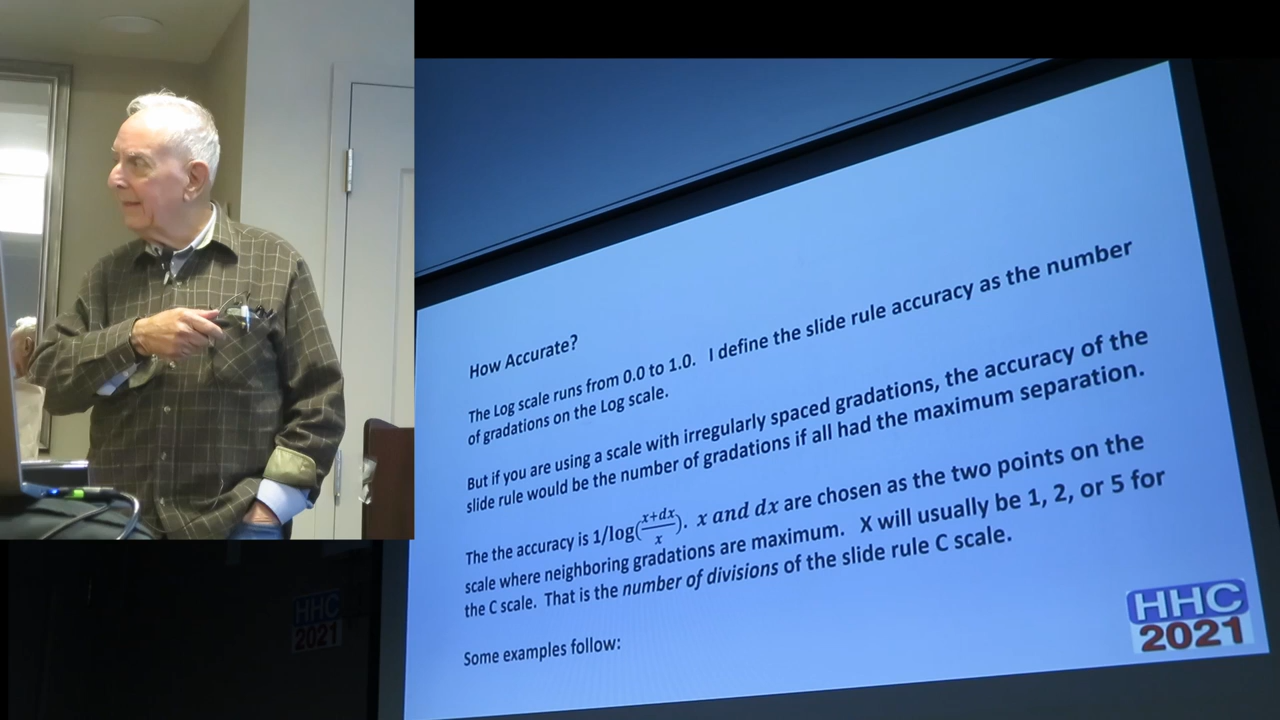 How Accurate?
The Log scale runs from 0.0 to 1.0. I define the slide rule accuracy as the number
of gradations on the Log scale.
But if you are using a scale with irregularly spaced gradations, the accuracy of the
slide rule would be the number of gradations if all had the maximum separation.
The the accuracy is 1/log(\frac{x+dx}{x}). x and dx are chosen as the two points on the
scale where neighboring gradations are maximum. X will usually be 1, 2, or 5 for
the C scale. That is the number of divisions of the slide rule C scale.
Some examples follow:
HHC
2021
HHC
2021